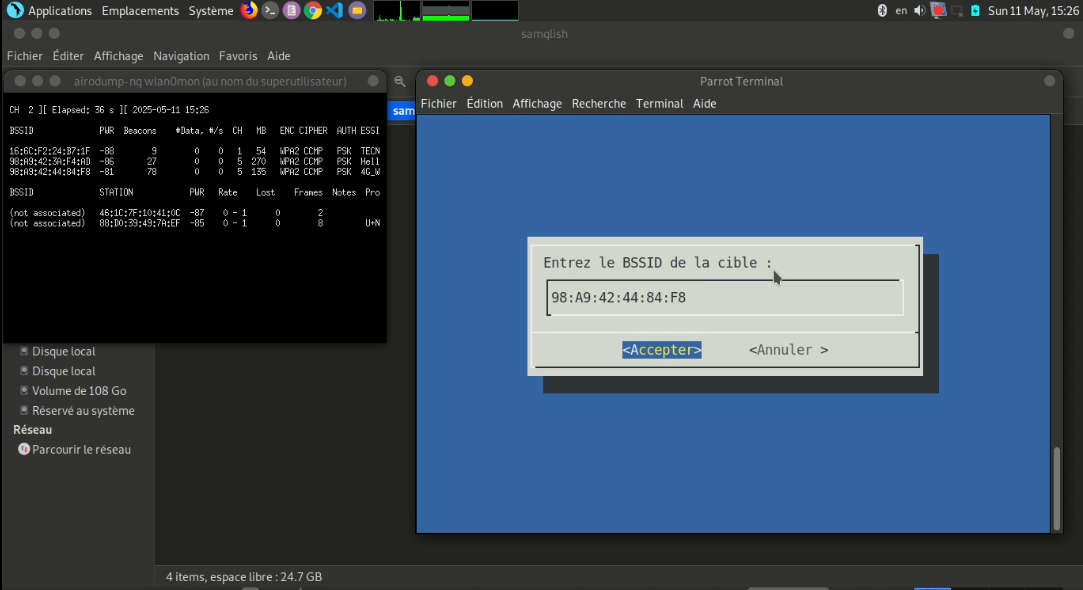 Applications Emplacements Système en Sun 11 May, 15:26
samqlish
Fichier Éditer Affichage Navigation Favoris Aide
airodump-ng wlan0mon (au nom du superutilisateur)
CH 2 ][ Elapsed: 36 s ][ 2025-05-11 15:26
BSSID PWR Beacons #Data, #/s CH MB ENC CIPHER AUTH ESSI
16:6C:F2:24:B7:1F -88 9 0 0 1 54 WPA2 CCMP PSK TECN
98:A9:42:3A:F4:AD -86 27 0 0 5 270 WPA2 CCMP PSK Hell
98:A9:42:44:84:F8 -81 78 0 0 5 135 WPA2 CCMP PSK 4G_W
BSSID STATION PWR Rate Lost Frames Notes Pro
(not associated) 46:1C:7F:10:41:0C -87 0 - 1 0 2
(not associated) 88:D0:39:49:7A:EF -85 0 - 1 0 8 U+N
sam
Parrot Terminal
Fichier Édition Affichage Recherche Terminal Aide
Entrez le BSSID de la cible :
98:A9:42:44:84:F8
<Accepter> <Annuler >
Disque local
Disque local
Volume de 108 Go
Réservé au système
Réseau
Parcourir le réseau
4 items, espace libre : 24.7 GB